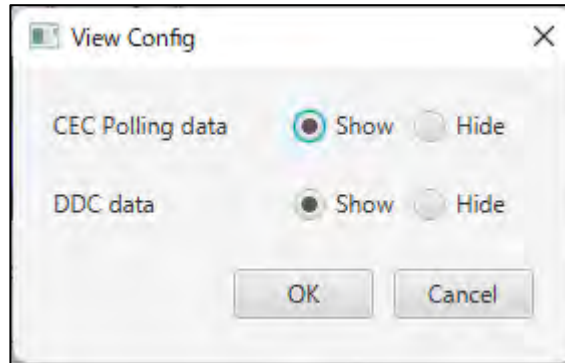 View Config
CEC Polling data Show Hide
DDC data Show Hide
OK Cancel